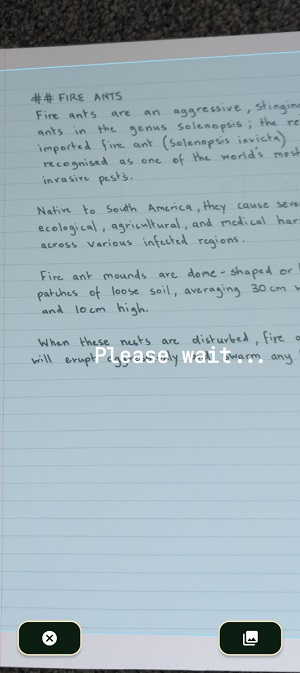 ## FIRE ANTS
Fire ants are an aggressive, stinging
ants in the genus solenopsis; the
imported fire ant (solenopsis invicta)
recognised as one of the world's most
invasive pests.
Native to South America, they cause
ecological, agricultural, and medical
across various infected regions.
Fire ant mounds are dome-shaped or
patches of loose soil, averaging 30cm
and 10cm high.
When these nests are disturbed, fire
will erupt aggressively swarm any
Please wait...